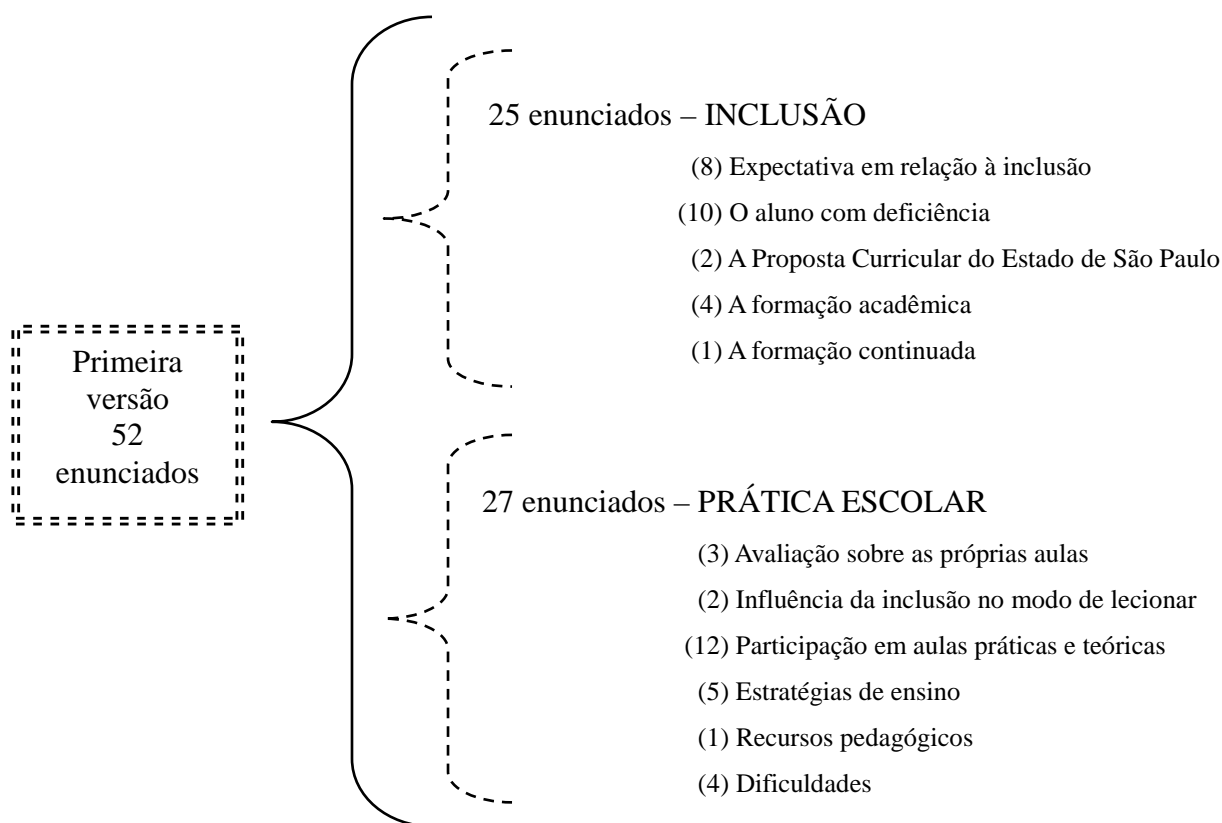 Primeira
versão
52
enunciados
25 enunciados – INCLUSÃO
(8) Expectativa em relação à inclusão
(10) O aluno com deficiência
(2) A Proposta Curricular do Estado de São Paulo
(4) A formação acadêmica
(1) A formação continuada
27 enunciados – PRÁTICA ESCOLAR
(3) Avaliação sobre as próprias aulas
(2) Influência da inclusão no modo de lecionar
(12) Participação em aulas práticas e teóricas
(5) Estratégias de ensino
(1) Recursos pedagógicos
(4) Dificuldades